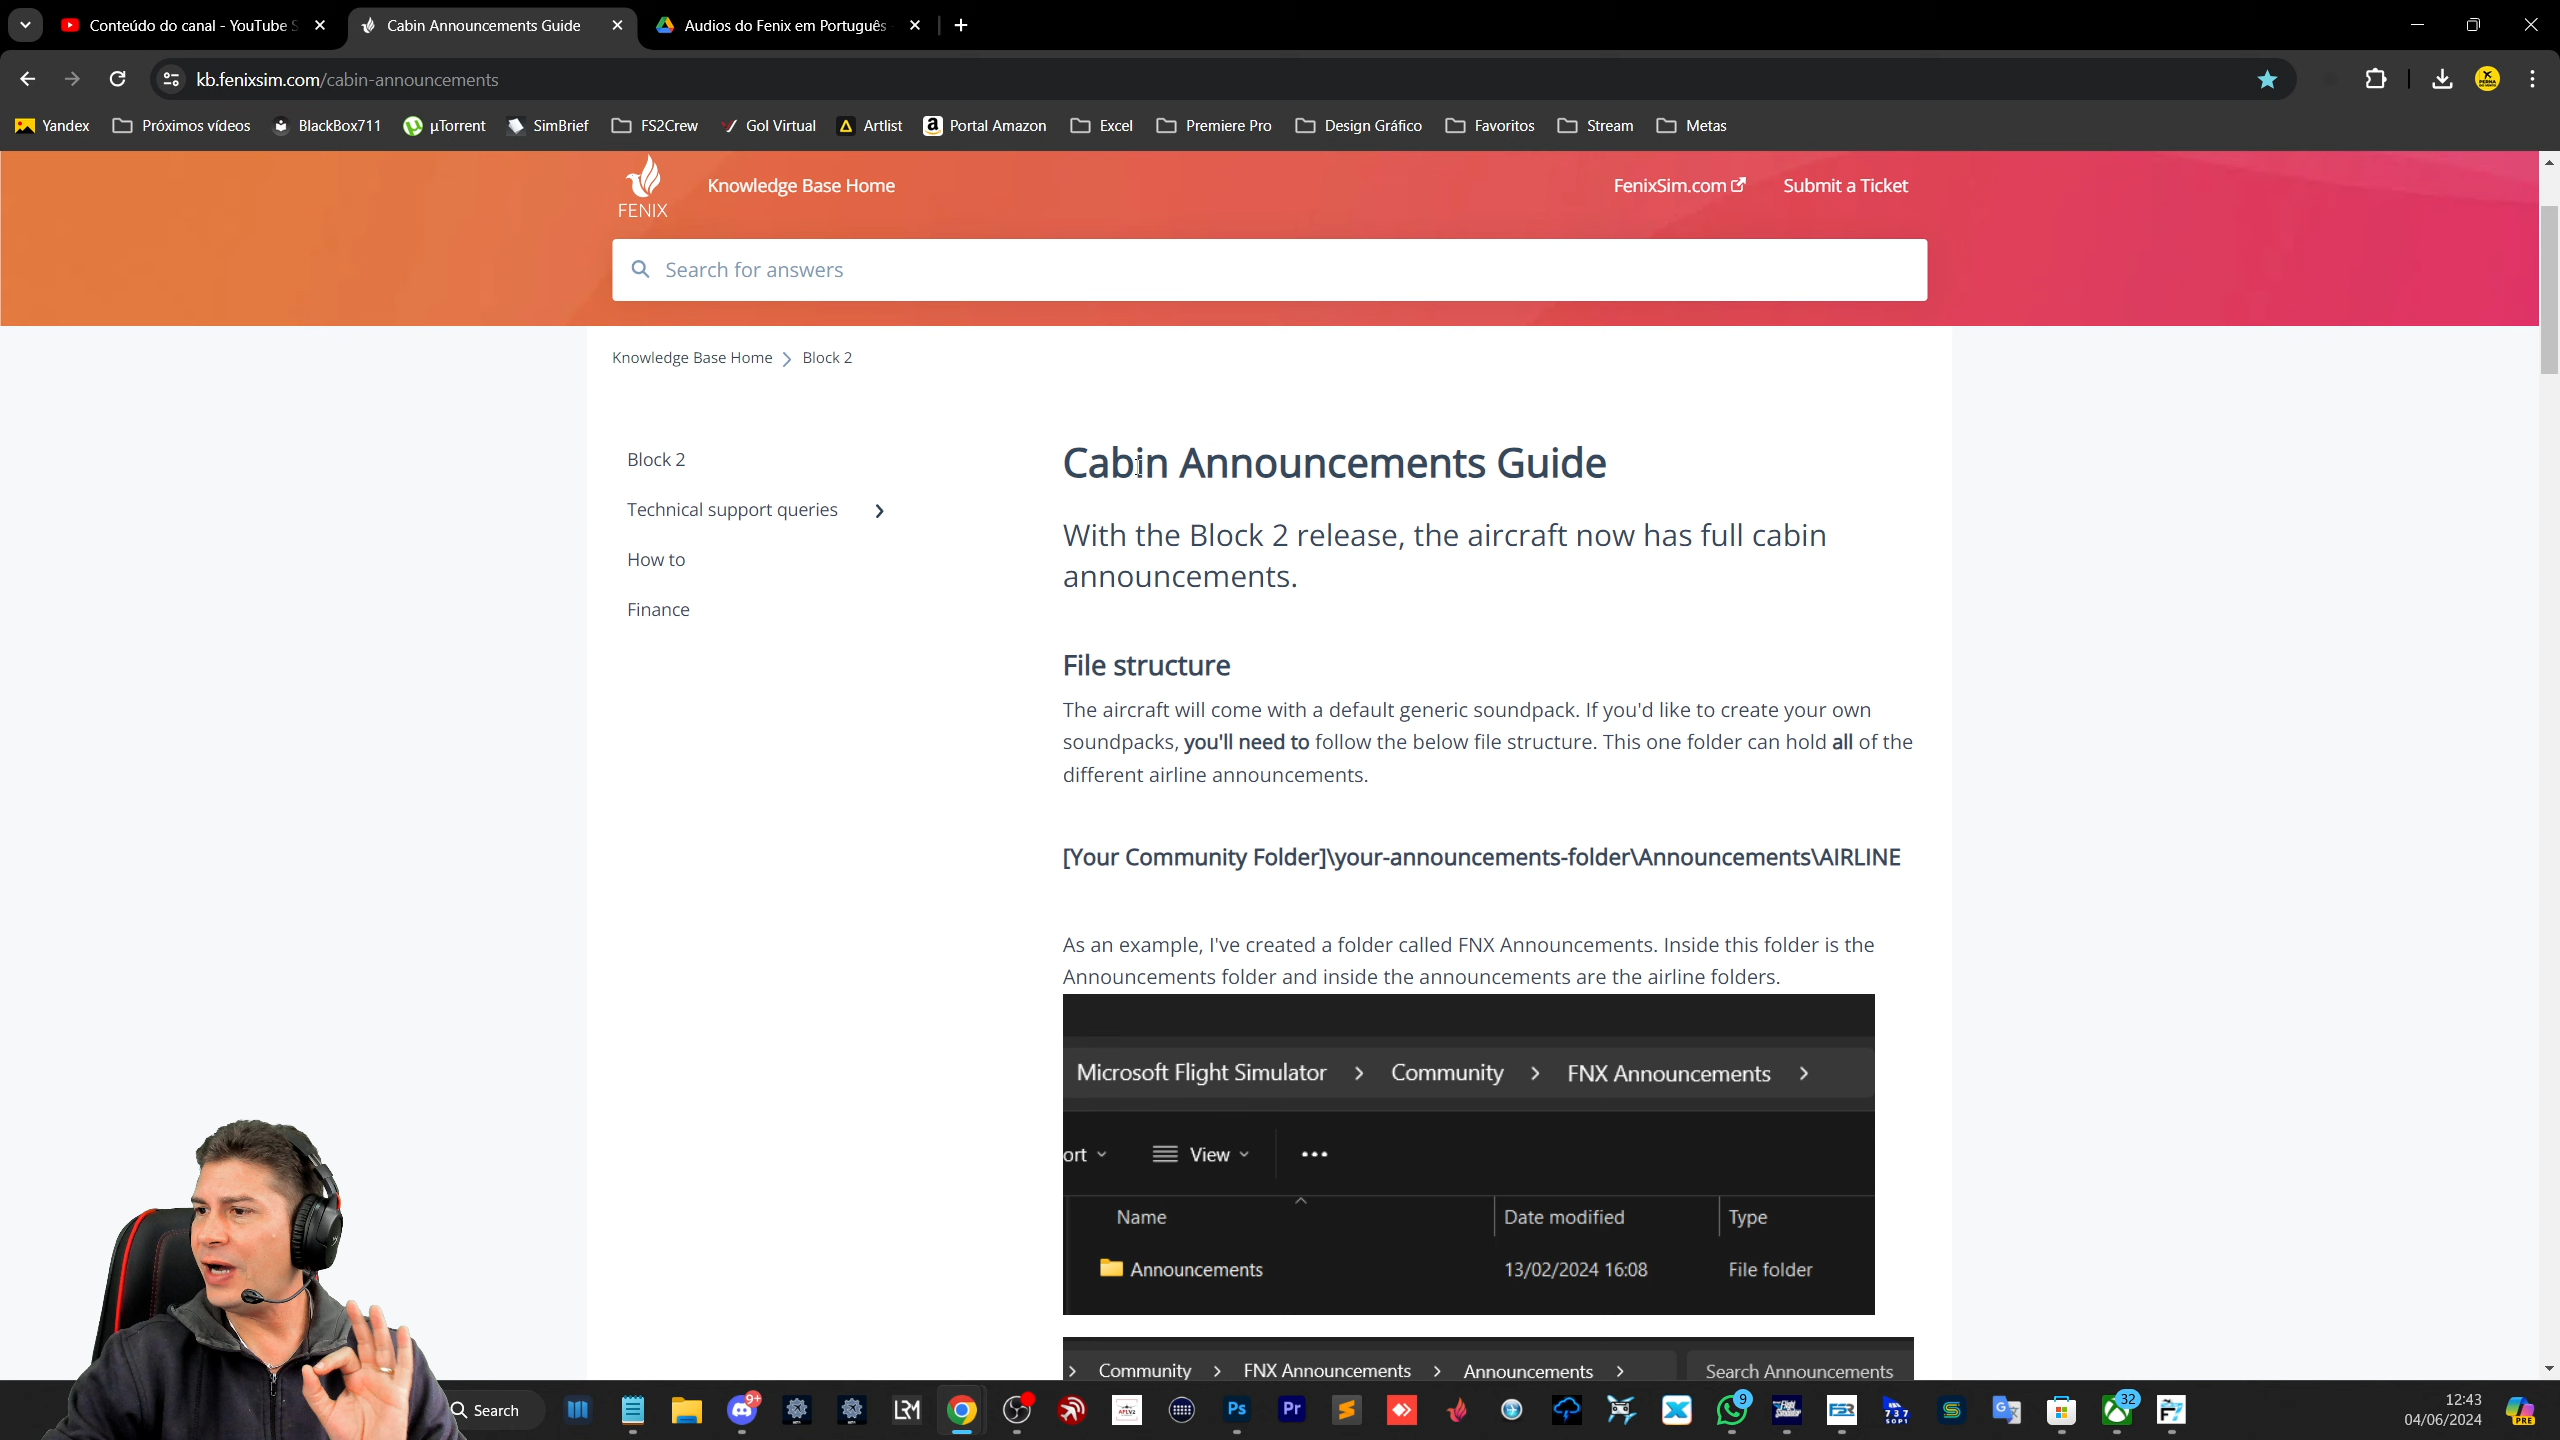 Conteúdo do canal - YouTube S
Cabin Announcements Guide
Audios do Fenix em Português
kb.fenixsim.com/cabin-announcements
Yandex
Próximos vídeos
BlackBox711
µTorrent
SimBrief
FS2Crew
Gol Virtual
Artlist
Portal Amazon
Excel
Premiere Pro
Design Gráfico
Favoritos
Stream
Metas
FENIX
Knowledge Base Home
FenixSim.com
Submit a Ticket
Search for answers
Knowledge Base Home > Block 2
Block 2
Technical support queries
How to
Finance
Cabin Announcements Guide
With the Block 2 release, the aircraft now has full cabin
announcements.
File structure
The aircraft will come with a default generic soundpack. If you'd like to create your own
soundpacks, you'll need to follow the below file structure. This one folder can hold all of the
different airline announcements.
[Your Community Folder]\your-announcements-folder\Announcements\AIRLINE
As an example, I've created a folder called FNX Announcements. Inside this folder is the
Announcements folder and inside the announcements are the airline folders.
Microsoft Flight Simulator > Community > FNX Announcements >
ort
View
Name
Date modified
Type
Announcements
13/02/2024 16:08
File folder
> Community > FNX Announcements > Announcements >
Search Announcements
Search
9+
LRM
Ps
Pr
9
FSR
737
32
12:43
04/06/2024
PRE